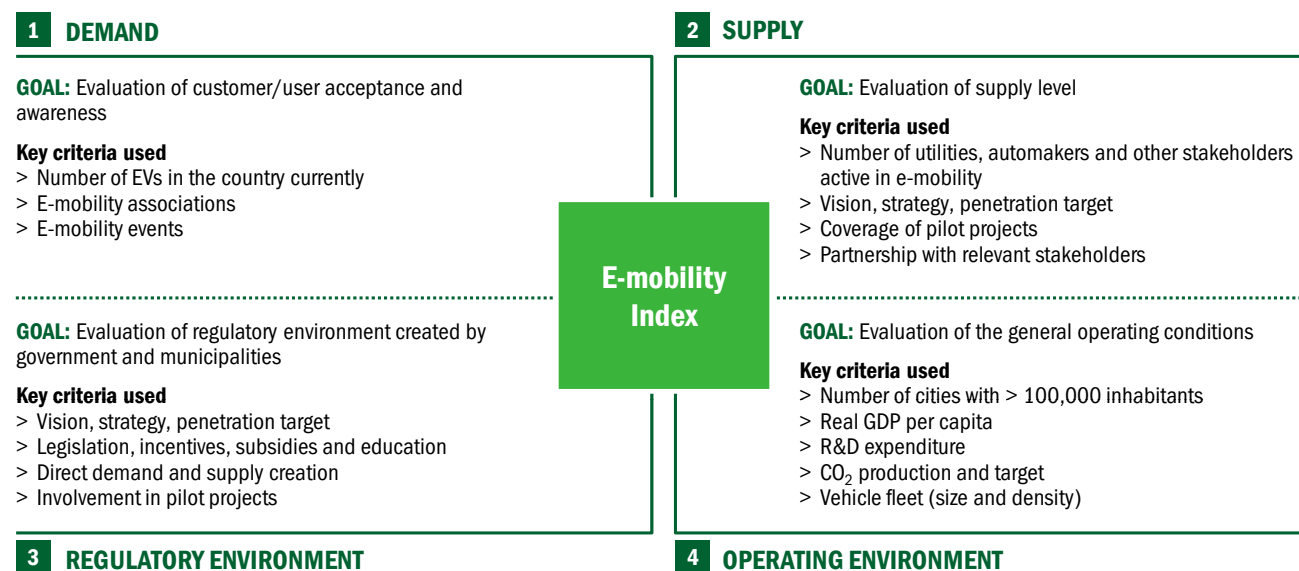 1 DEMAND
GOAL: Evaluation of customer/user acceptance and
awareness
Key criteria used
> Number of EVs in the country currently
> E-mobility associations
> E-mobility events
2 SUPPLY
GOAL: Evaluation of supply level
Key criteria used
> Number of utilities, automakers and other stakeholders
active in e-mobility
> Vision, strategy, penetration target
> Coverage of pilot projects
> Partnership with relevant stakeholders
E-mobility
Index
GOAL: Evaluation of regulatory environment created by
government and municipalities
Key criteria used
> Vision, strategy, penetration target
> Legislation, incentives, subsidies and education
> Direct demand and supply creation
> Involvement in pilot projects
3 REGULATORY ENVIRONMENT
GOAL: Evaluation of the general operating conditions
Key criteria used
> Number of cities with > 100,000 inhabitants
> Real GDP per capita
> R&D expenditure
> CO₂ production and target
> Vehicle fleet (size and density)
4 OPERATING ENVIRONMENT